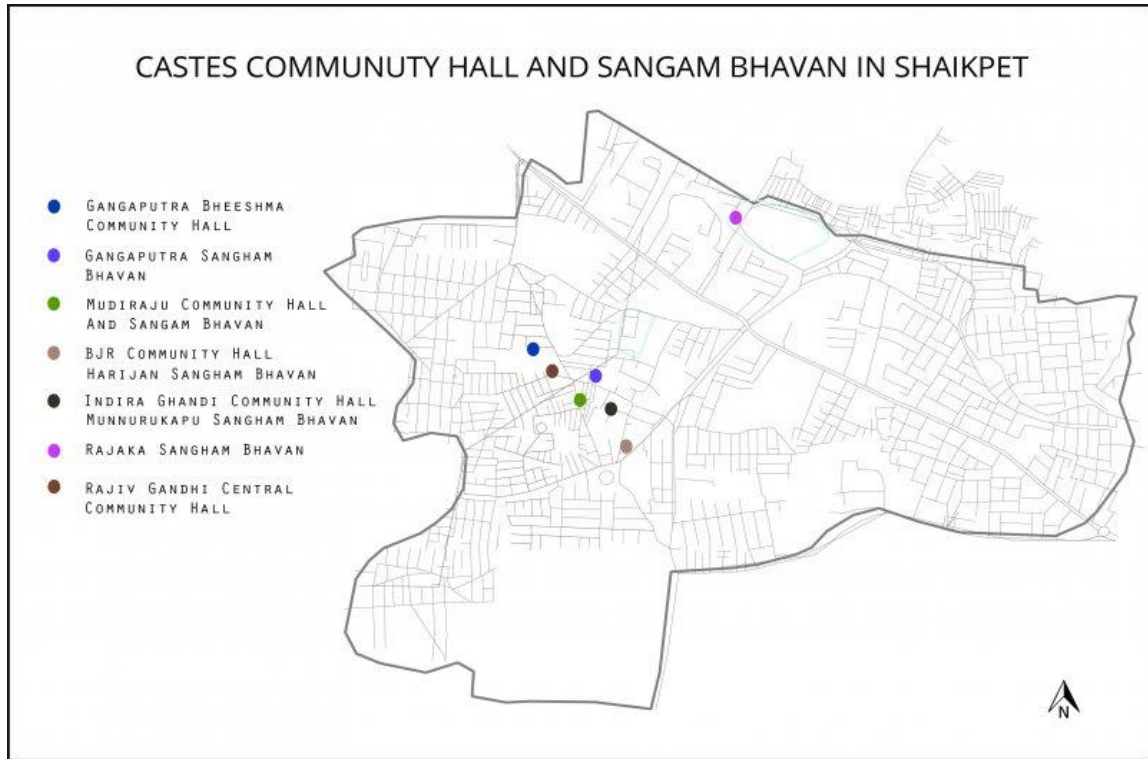 CASTES COMMUNUTY HALL AND SANGAM BHAVAN IN SHAIKPET
GANGAPUTRA BHEESHMA
COMMUNITY HALL
GANGAPUTRA SANGHAM
BHAVAN
MUDIRAJU COMMUNITY HALL
AND SANGAM BHAVAN
BJR COMMUNITY HALL
HARIJAN SANGHAM BHAVAN
INDIRA GHANDI COMMUNITY HALL
MUNNURUKAPU SANGHAM BHAVAN
RAJAKA SANGHAM BHAVAN
RAJIV GANDHI CENTRAL
COMMUNITY HALL
N